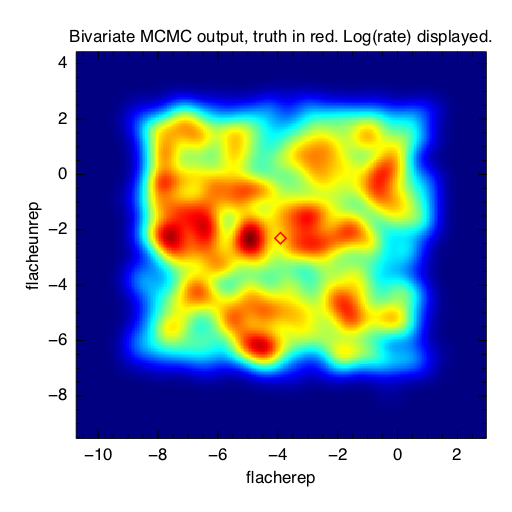 Bivariate MCMC output, truth in red. Log(rate) displayed.
4
2
0
−2
−4
−6
−8
flacheunrep
−10 −8 −6 −4 −2 0 2
flacherep